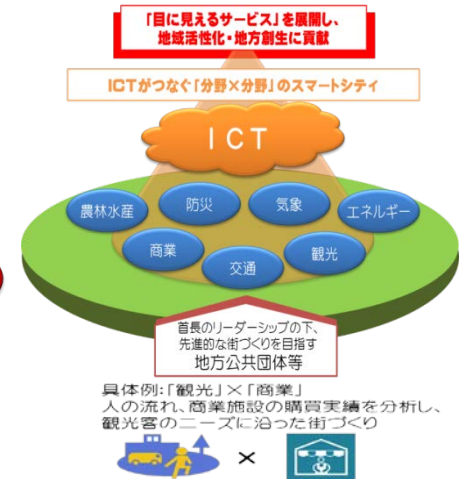 「目に見えるサービス」を展開し、
地域活性化・地方創生に貢献
ICTがつなぐ「分野×分野」のスマートシティ
ICT
農林水産
防災
気象
エネルギー
商業
交通
観光
首長のリーダーシップの下、
先進的な街づくりを目指す
地方公共団体等
具体例:「観光」×「商業」
人の流れ、商業施設の購買実績を分析し、
観光客のニーズに沿った街づくり
×